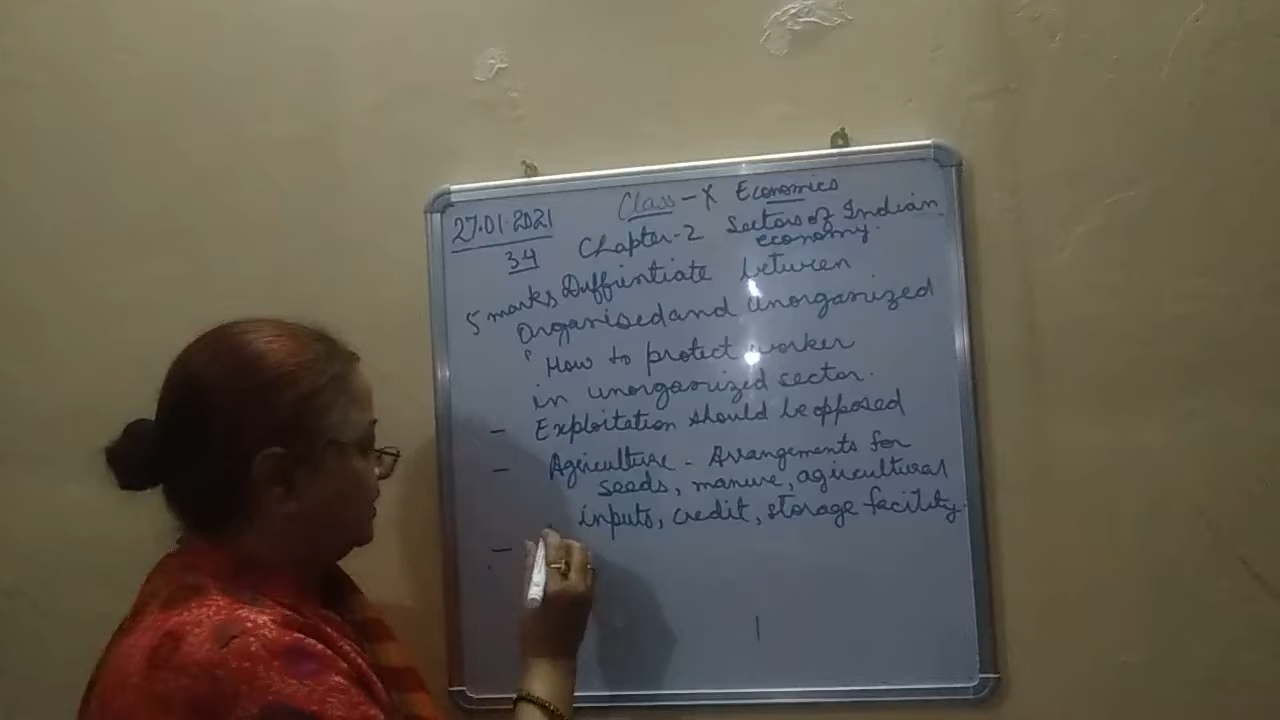 Class-X Economics
27.01.2021
Chapter-2 Sectors of Indian
economy.
34
5 marks Diffrintiate between
Organised and unorganized
" How to protect worker
in unorganized sector.
- Exploitation should be opposed
- Agriculture - Arrangements for
seeds, manure, agricultural
inputs, credit, storage facility.
-